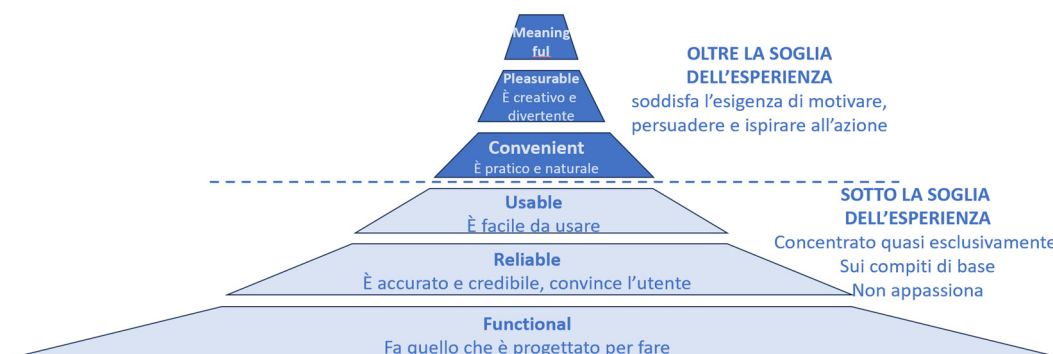 Meaning
ful
Pleasurable
È creativo e
divertente
Convenient
È pratico e naturale
OLTRE LA SOGLIA
DELL'ESPERIENZA
soddisfa l'esigenza di motivare,
persuadere e ispirare all'azione
Usable
È facile da usare
Reliable
È accurato e credibile, convince l'utente
Functional
Fa quello che è progettato per fare
SOTTO LA SOGLIA
DELL'ESPERIENZA
Concentrato quasi esclusivamente
Sui compiti di base
Non appassiona